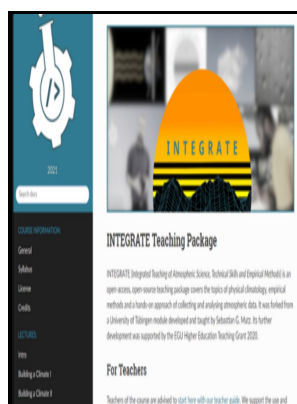 </>
2021
Search docs
COURSE INFORMATION:
General
Syllabus
License
Credits
LECTURES:
Intro
Building a Climate I
Building a Climate II
INTEGRATE
INTEGRATE Teaching Package
INTEGRATE (Integrated Teaching of Atmospheric Science, Technical Skills and Empirical Methods) is an
open-access, open-source teaching package covers the topics of physical climatology, empirical
methods and a hands-on approach of collecting and analysing atmospheric data. It was forked from
a University of Tübingen module developed and taught by Sebastian G. Mutz. Its further
development was supported by the EGU Higher Education Teaching Grant 2020.
For Teachers
Teachers of the course are advised to start here with our teacher guide. We support the use and